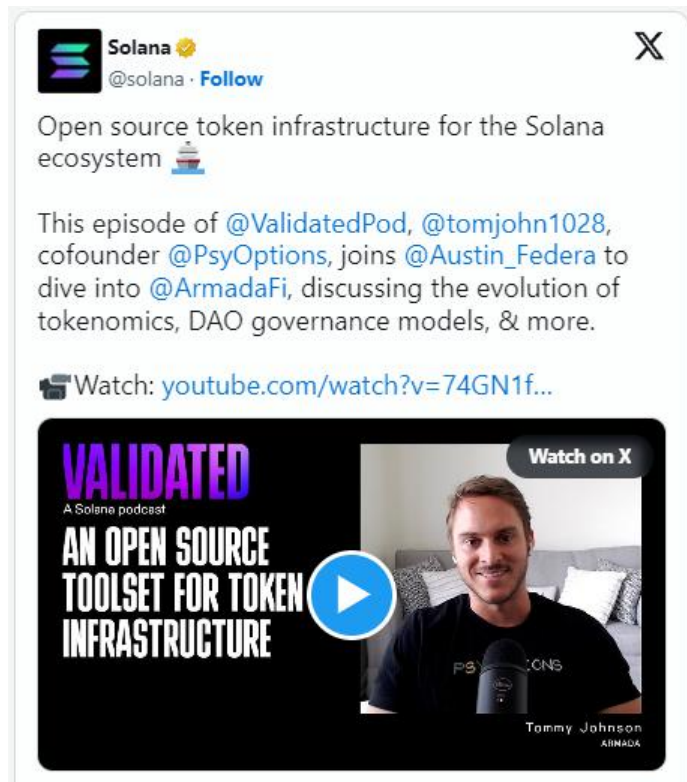 Solana
@solana · Follow
Open source token infrastructure for the Solana
ecosystem 🚢
This episode of @ValidatedPod, @tomjohn1028,
cofounder @PsyOptions, joins @Austin_Federa to
dive into @ArmadaFi, discussing the evolution of
tokenomics, DAO governance models, & more.
📹Watch: youtube.com/watch?v=74GN1f...
Watch on X
VALIDATED
A Solana podcast
AN OPEN SOURCE
TOOLSET FOR TOKEN
INFRASTRUCTURE
Tommy Johnson
ARMADA